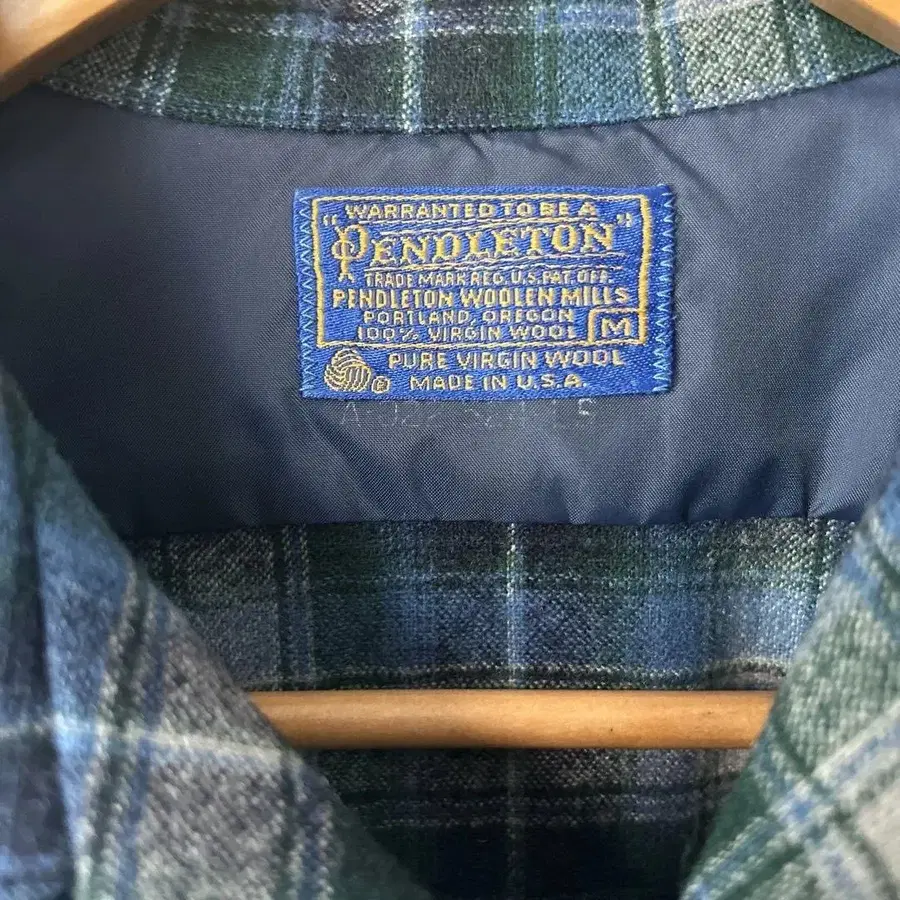 "WARRANTED TO BE A
PENDLETON"
TRADE MARK REG. U.S. PAT. OFF.
PENDLETON WOOLEN MILLS
PORTLAND, OREGON
100% VIRGIN WOOL M
PURE VIRGIN WOOL
® MADE IN U.S.A.